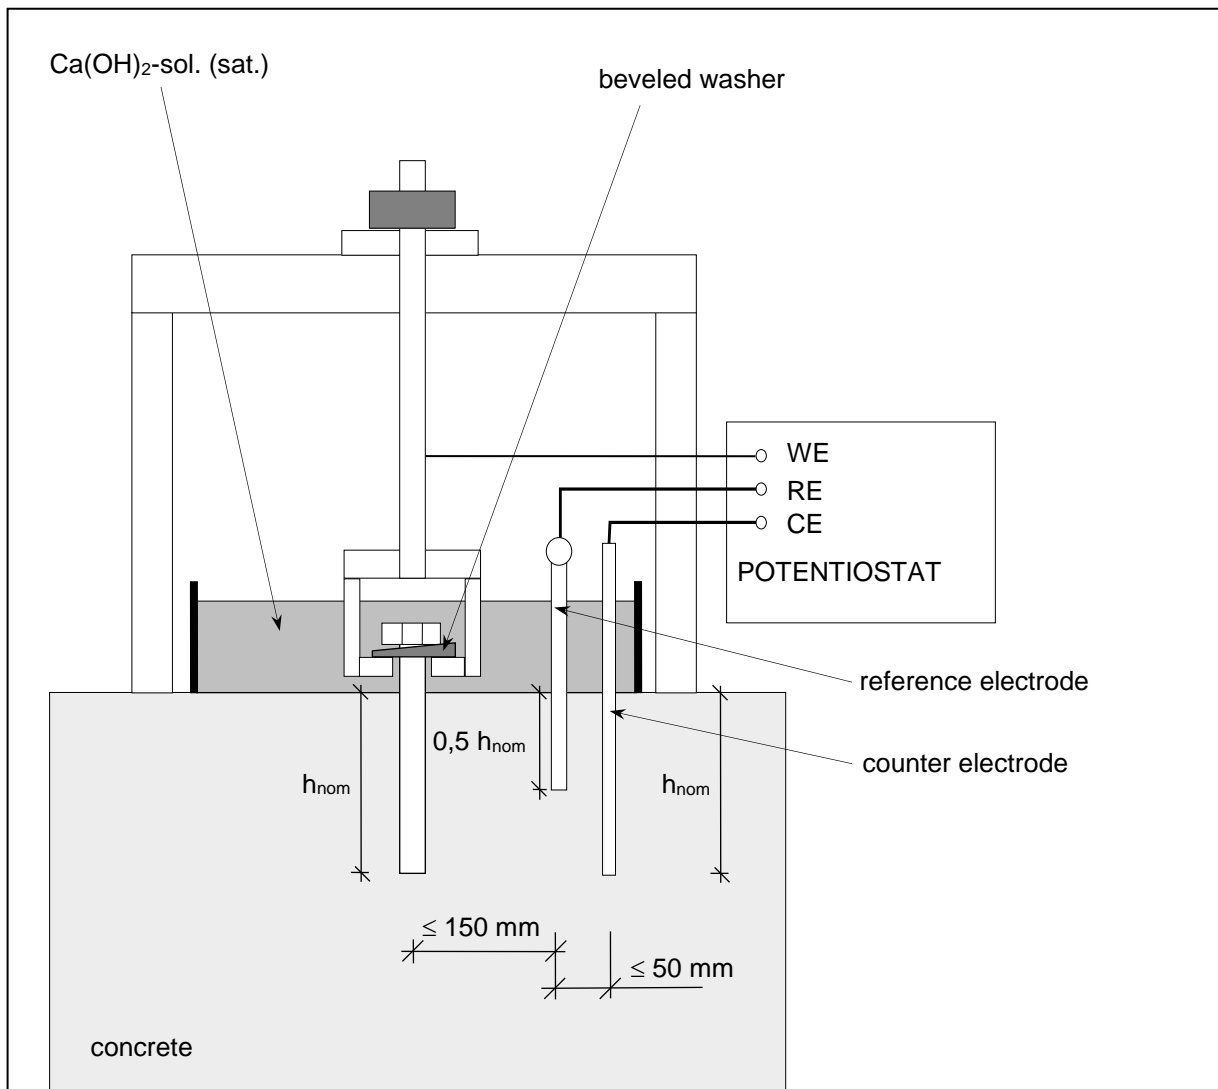 Ca(OH)₂-sol. (sat.)
beveled washer
WE
RE
CE
POTENTIOSTAT
reference electrode
0,5 hₙₒₘ
counter electrode
hₙₒₘ
hₙₒₘ
≤ 150 mm
≤ 50 mm
concrete